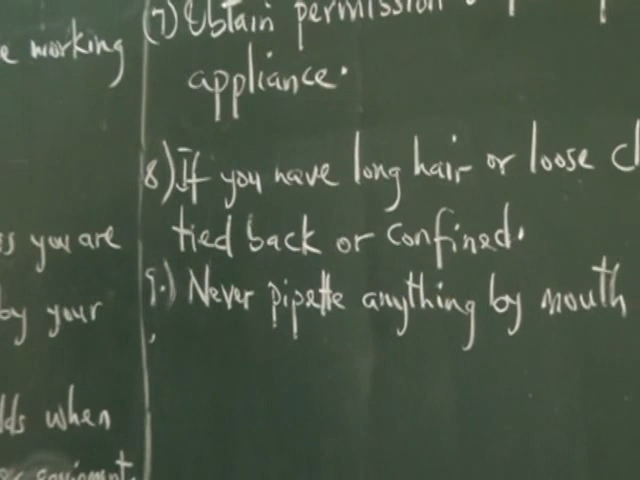 working
ss you are
by your
lds when
(7) Obtain permission
appliance.
8) If you have long hair or loose
tied back or confined.
9.) Never pipette anything by mouth